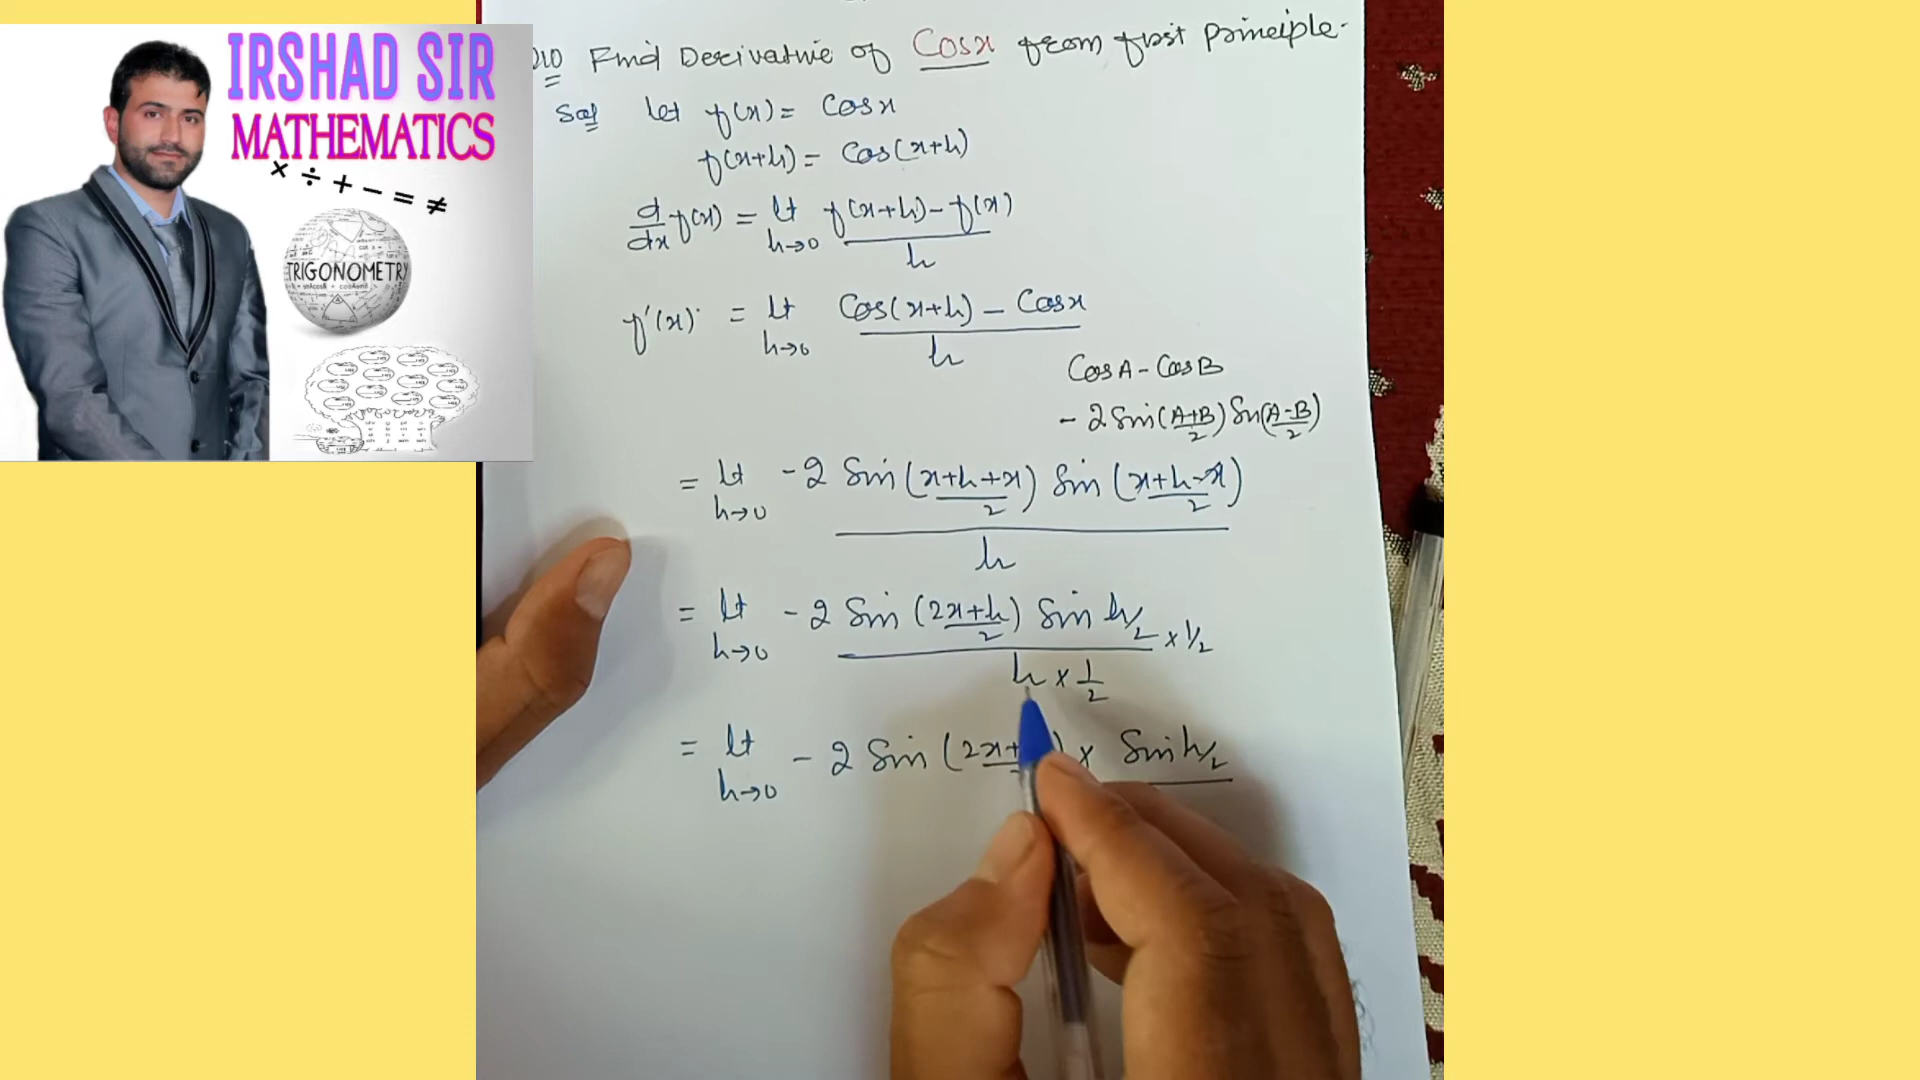 IRSHAD SIR
MATHEMATICS
× ÷ + − = ≠
TRIGONOMETRY
Find Derivative of Cosx from first principle-
Sol let f(x) = Cosx
f(x+h) = Cos(x+h)
d/dx f(x) = lt h→0 f(x+h) - f(x) / h
f'(x) = lt h→0 Cos(x+h) - Cosx / h
CosA - CosB
- 2 Sin(A+B/2) Sin(A-B/2)
= lt h→0 -2 Sin(x+h+x/2) Sin(x+h-x/2) / h
= lt h→0 -2 Sin(2x+h/2) Sin h/2 / h × 1/2 × 1/2
= lt h→0 - 2 Sin(2x+ ) × Sin h/2